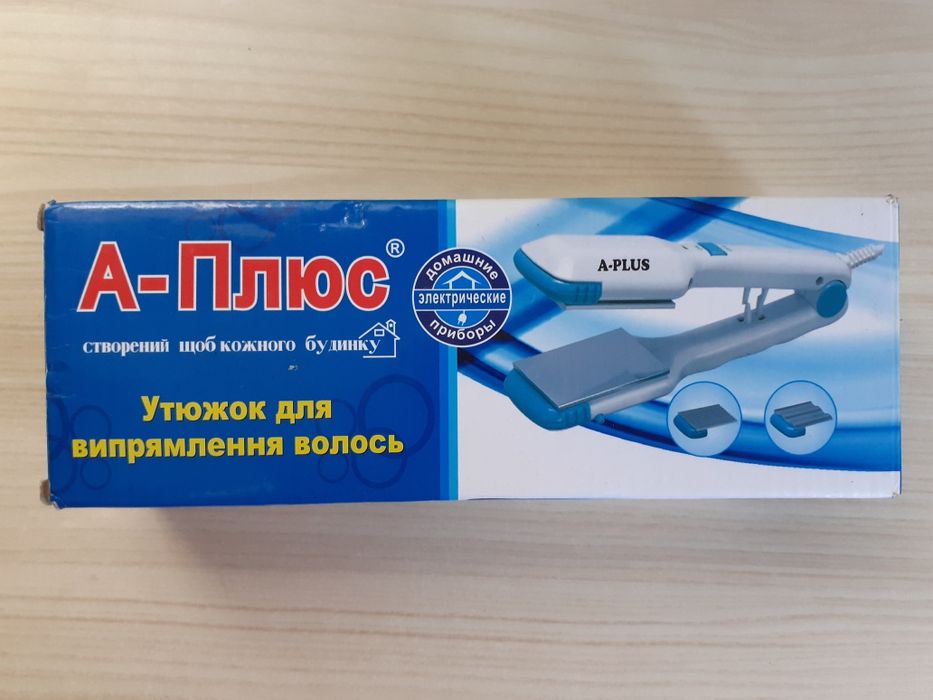 А-Плюс®
створений щоб кожного будинку
Утюжок для
випрямлення волось
домашние
электрические
приборы
A-PLUS